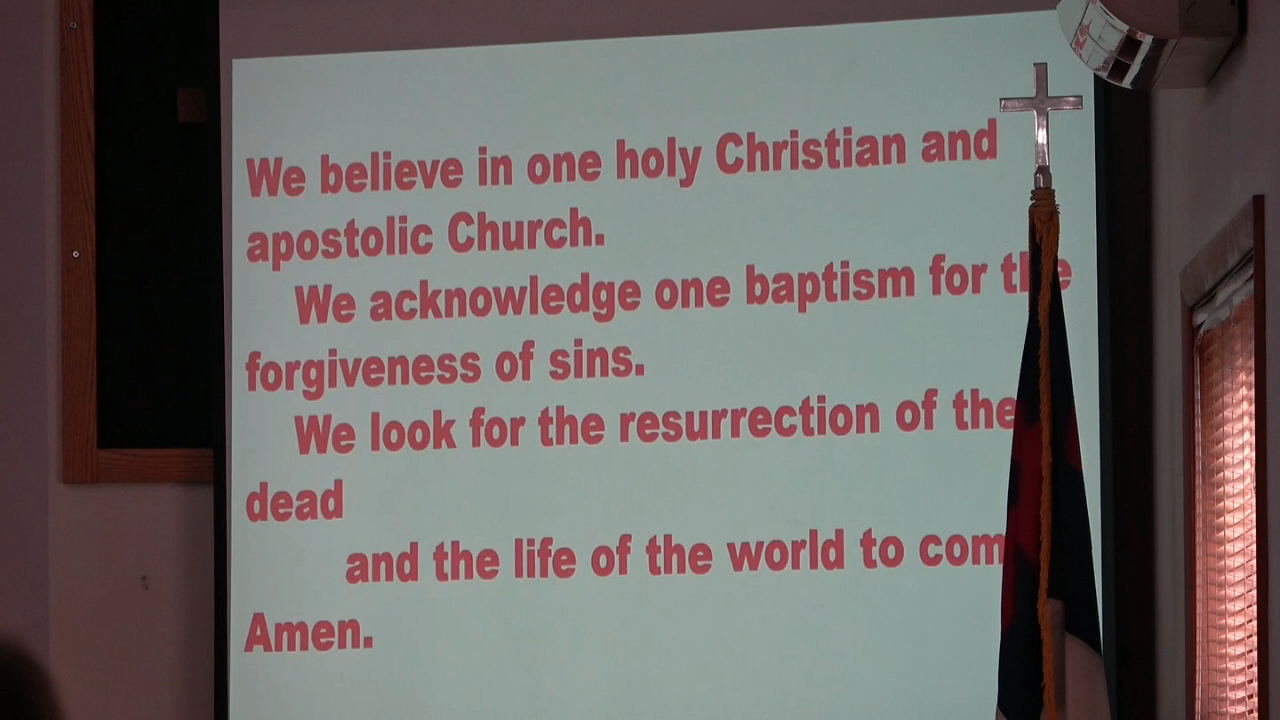 We believe in one holy Christian and
apostolic Church.
We acknowledge one baptism for the
forgiveness of sins.
We look for the resurrection of the
dead
and the life of the world to com
Amen.